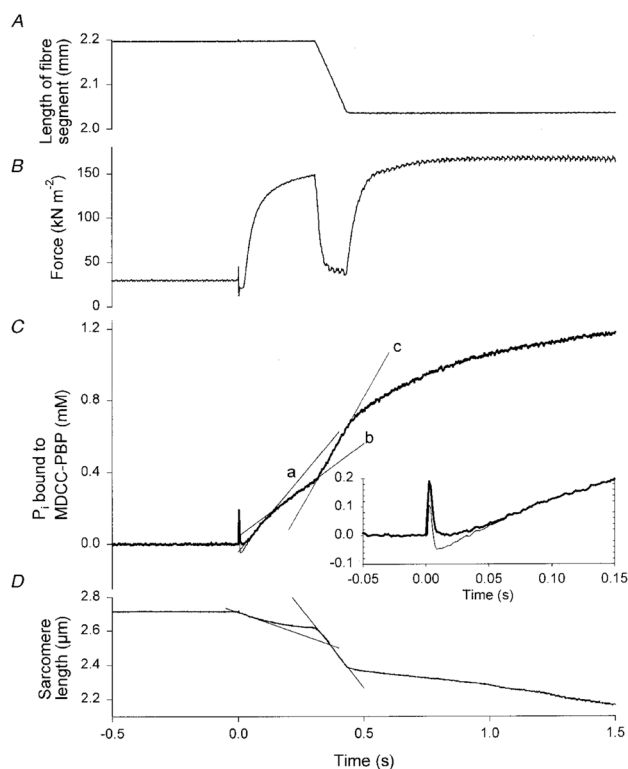 A
2.2
2.1
2.0
Length of fibre
segment (mm)
B
150
100
50
0
Force (kN m⁻²)
C
1.2
0.8
0.4
0.0
Pᵢ bound to
MDCC-PBP (mM)
a
b
c
0.2
0.1
0.0
-0.1
-0.05 0.00 0.05 0.10 0.15
Time (s)
D
2.8
2.6
2.4
2.2
Sarcomere
length (µm)
-0.5 0.0 0.5 1.0 1.5
Time (s)